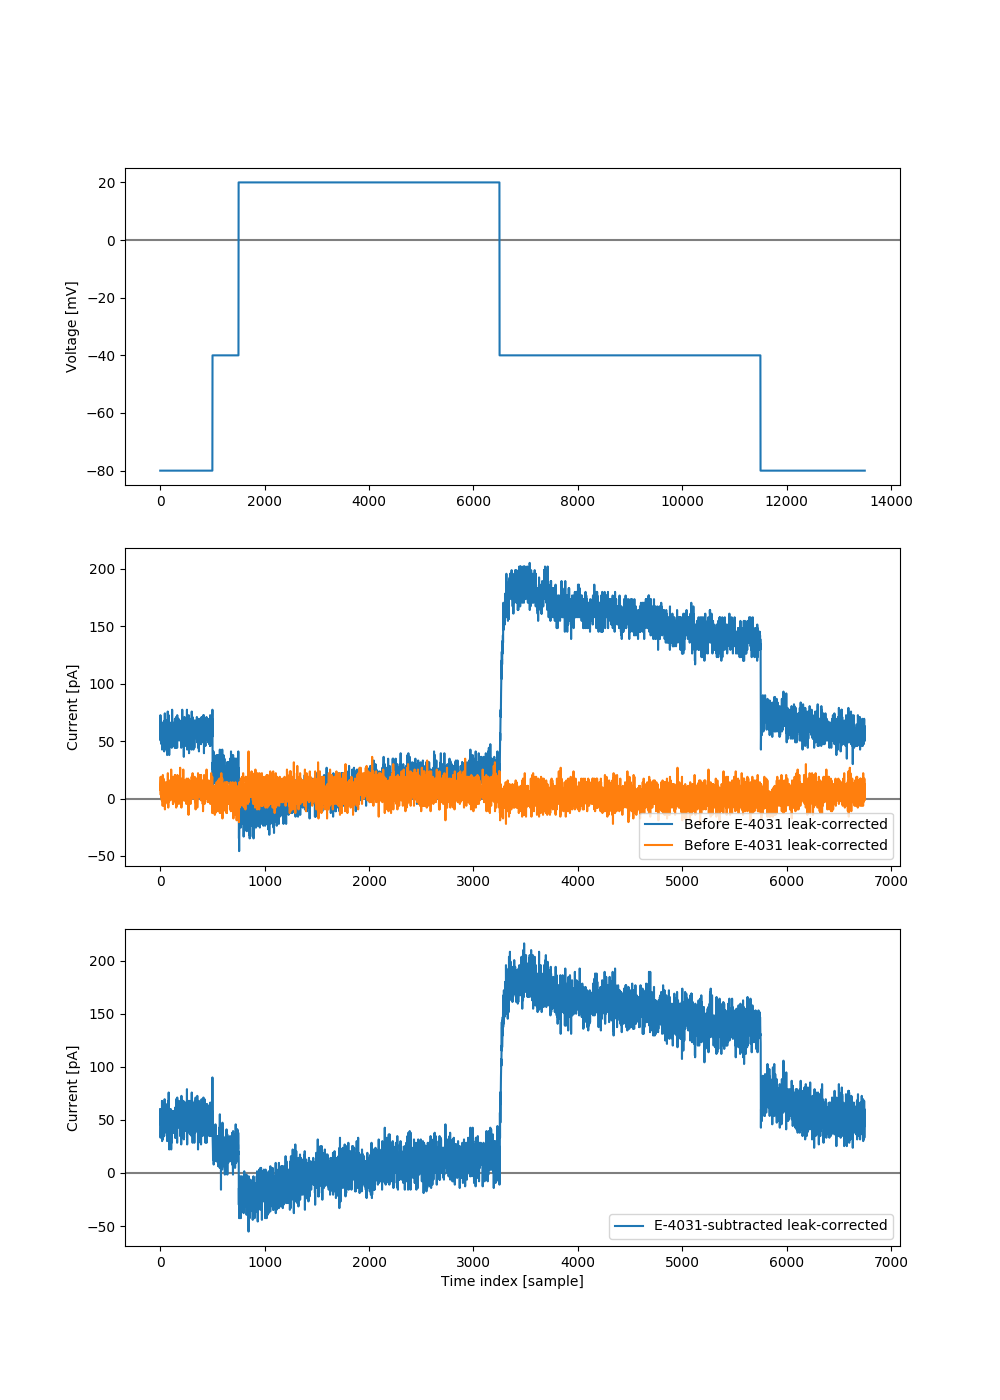 20
0
−20
−40
−60
−80
Voltage [mV]
0 2000 4000 6000 8000 10000 12000 14000
200
150
100
50
0
−50
Current [pA]
Before E-4031 leak-corrected
Before E-4031 leak-corrected
0 1000 2000 3000 4000 5000 6000 7000
200
150
100
50
0
−50
Current [pA]
E-4031-subtracted leak-corrected
0 1000 2000 3000 4000 5000 6000 7000
Time index [sample]